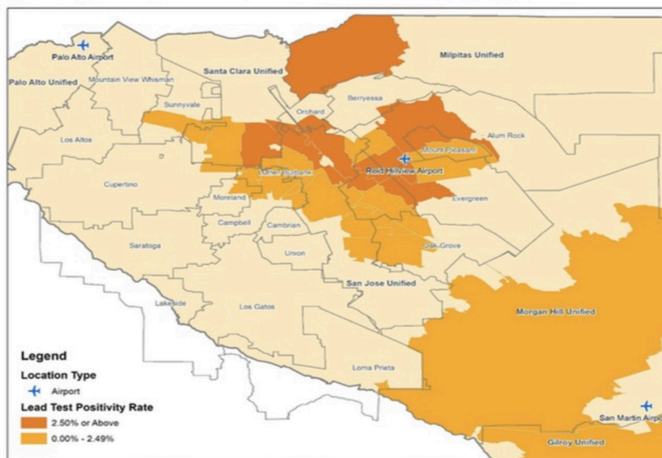 Palo Alto Airport
Milpitas Unified
Palo Alto Unified
Mountain View Whisman
Santa Clara Unified
Berryessa
Sunnyvale
Orchard
Los Altos
Alum Rock
Mount Pleasant
Reid Hillview Airport
Cupertino
Moreland
Evergreen
Campbell
Cambrian
Saratoga
Union
Oak Grove
San Jose Unified
Lakeside
Los Gatos
Morgan Hill Unified
Loma Prieta
San Martin Airpo
Gilroy Unified
Legend
Location Type
Airport
Lead Test Positivity Rate
2.50% or Above
0.00% - 2.49%